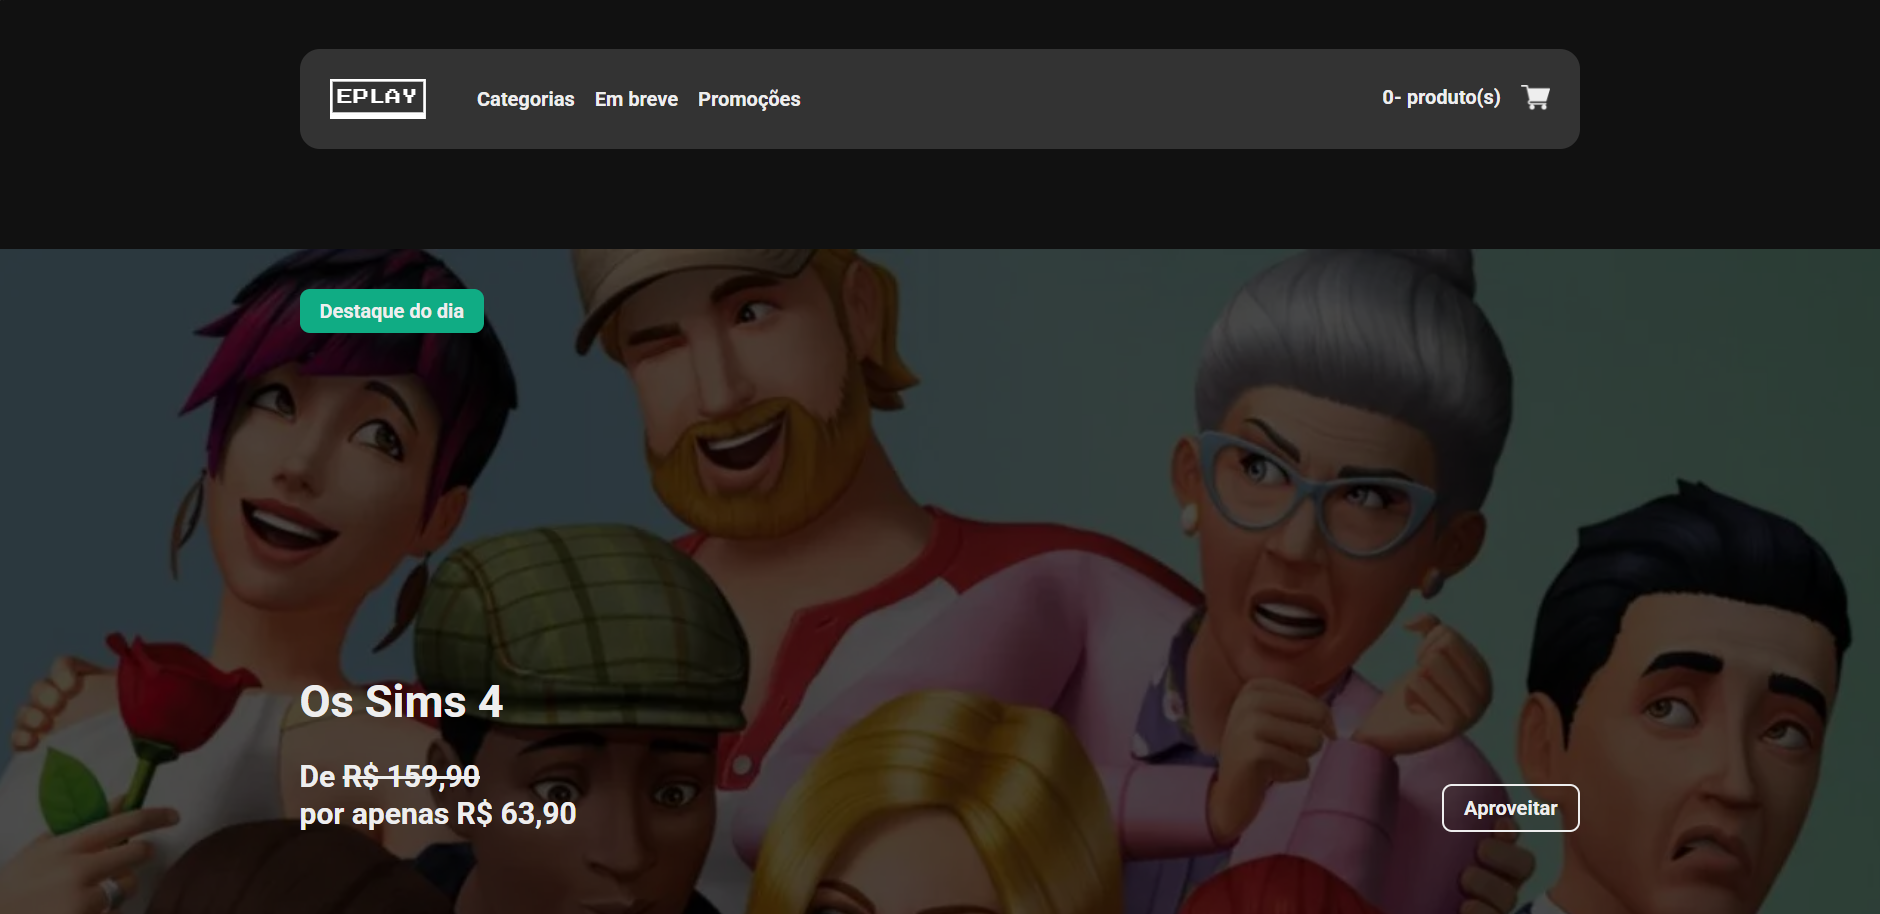 EPLAY
Categorias Em breve Promoções
0- produto(s)
Destaque do dia
Os Sims 4
De R$ 159,90
por apenas R$ 63,90
Aproveitar